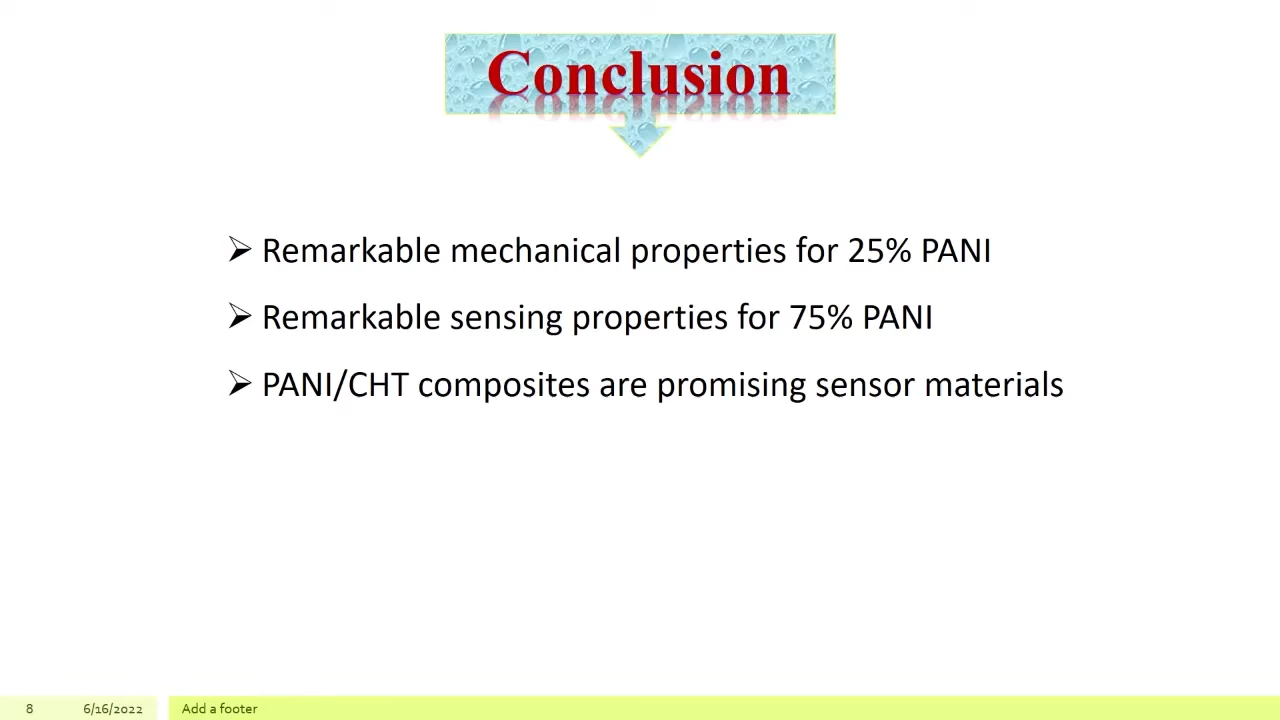 Conclusion
➢ Remarkable mechanical properties for 25% PANI
➢ Remarkable sensing properties for 75% PANI
➢ PANI/CHT composites are promising sensor materials
8 6/16/2022 Add a footer